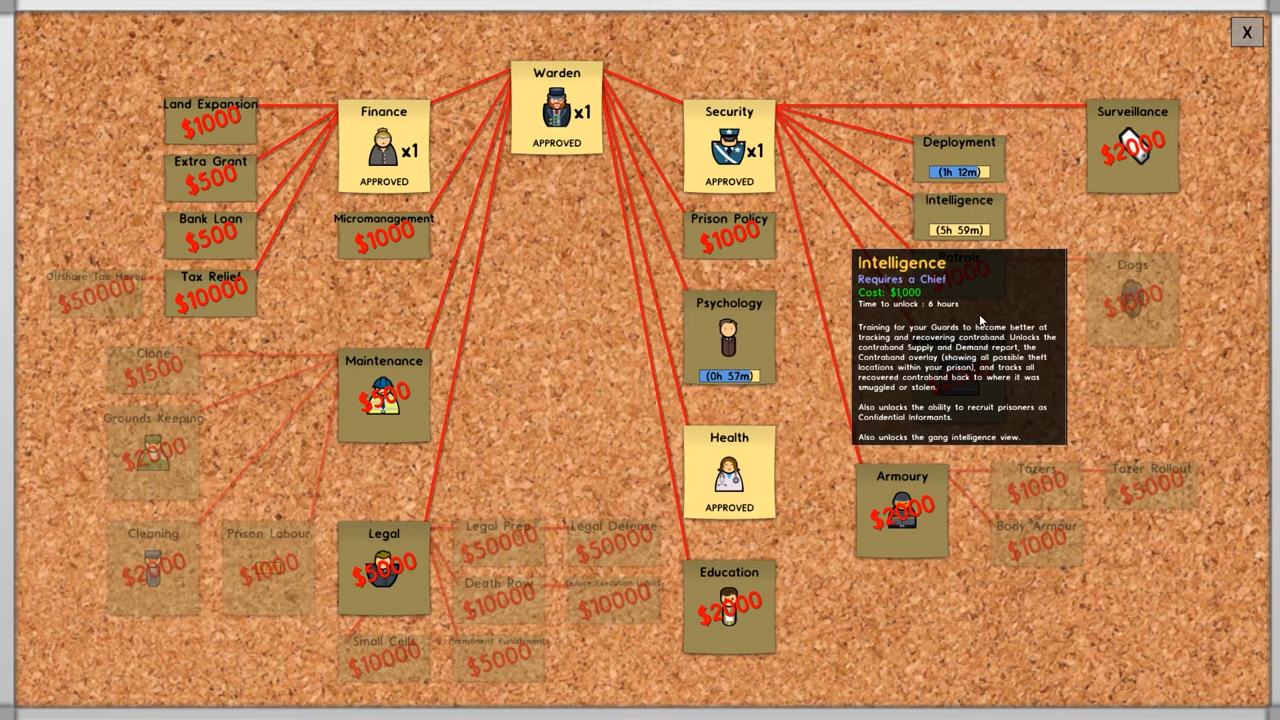 X
Warden
x1
APPROVED
Land Expansion
$1000
Finance
x1
APPROVED
Security
x1
APPROVED
Surveillance
$2000
Deployment
(1h 12m)
Extra Grant
$500
Intelligence
(5h 59m)
Bank Loan
$500
Micromanagement
$1000
Prison Policy
$1000
Offshore Tax Haven
$50000
Tax Relief
$10000
Patrols
Dogs
$1000
Intelligence
Requires a Chief
Cost: $1,000
Time to unlock : 6 hours
Training for your Guards to become better at
tracking and recovering contraband. Unlocks the
contraband Supply and Demand report, the
Contraband overlay (showing all possible theft
locations within your prison), and tracks all
recovered contraband back to where it was
smuggled or stolen.
Also unlocks the ability to recruit prisoners as
Confidential Informants.
Also unlocks the gang intelligence view.
Psychology
(0h 57m)
Clone
$1500
Maintenance
$500
Grounds Keeping
$2000
Health
APPROVED
Armoury
$2000
Tazers
$1000
Tazer Rollout
$5000
Body Armour
$1000
Cleaning
$2000
Prison Labour
$1000
Legal
$5000
Legal Prep
$50000
Legal Defense
$50000
Death Row
$10000
Reduce Execution Liability
$10000
Education
$2000
Small Cells
$10000
Permanent Punishments
$5000